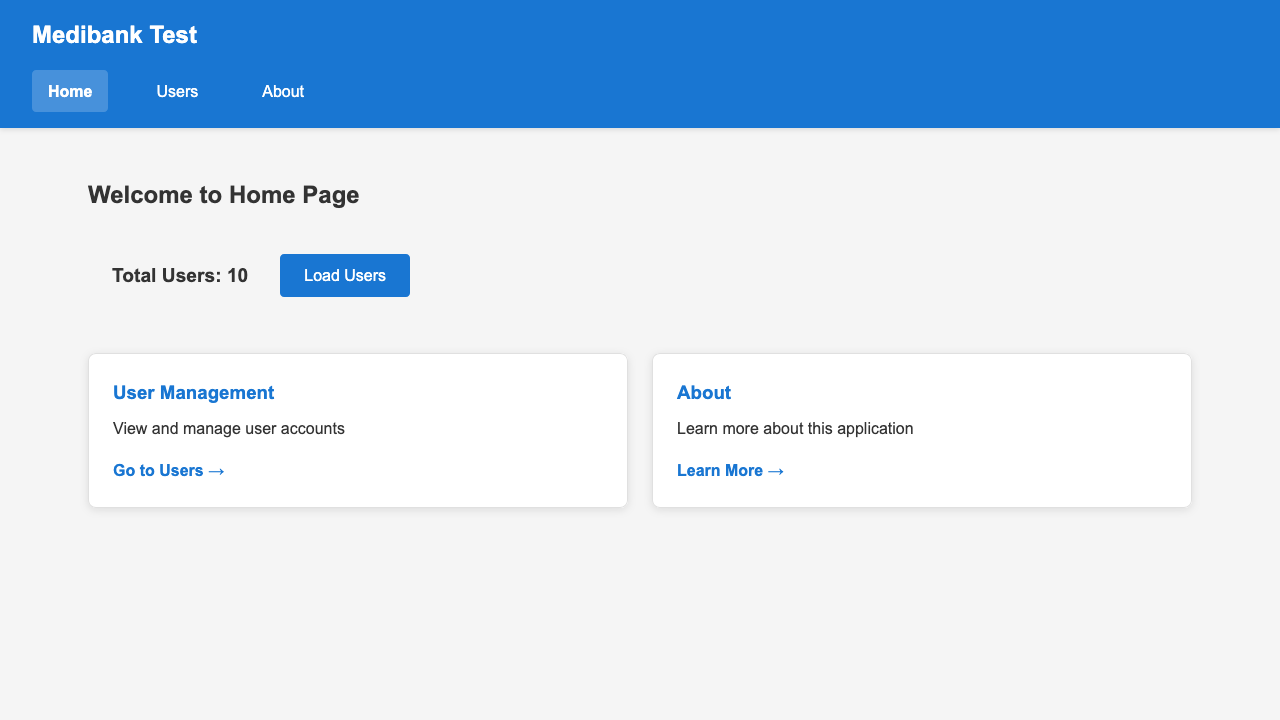 Medibank Test
Home Users About
Welcome to Home Page
Total Users: 10 Load Users
User Management
View and manage user accounts
Go to Users →
About
Learn more about this application
Learn More →